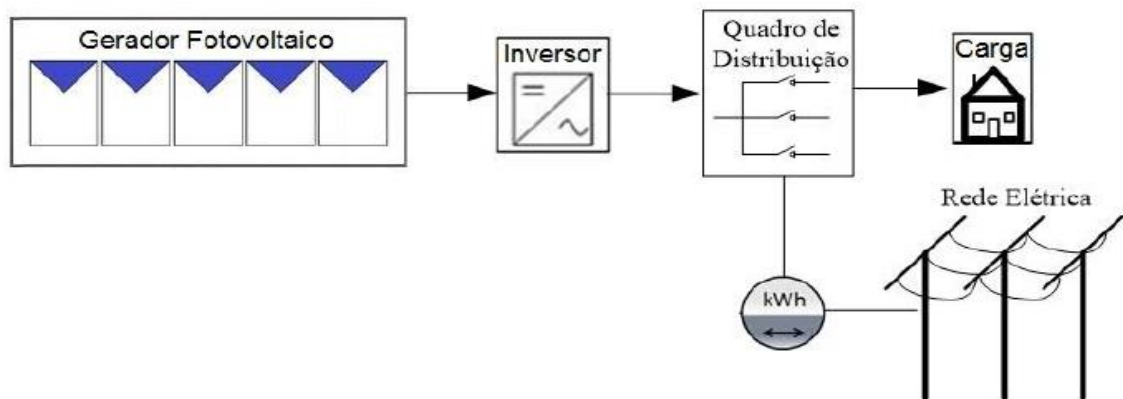 Gerador Fotovoltaico
Inversor
Quadro de
Distribuição
Carga
Rede Elétrica
kWh